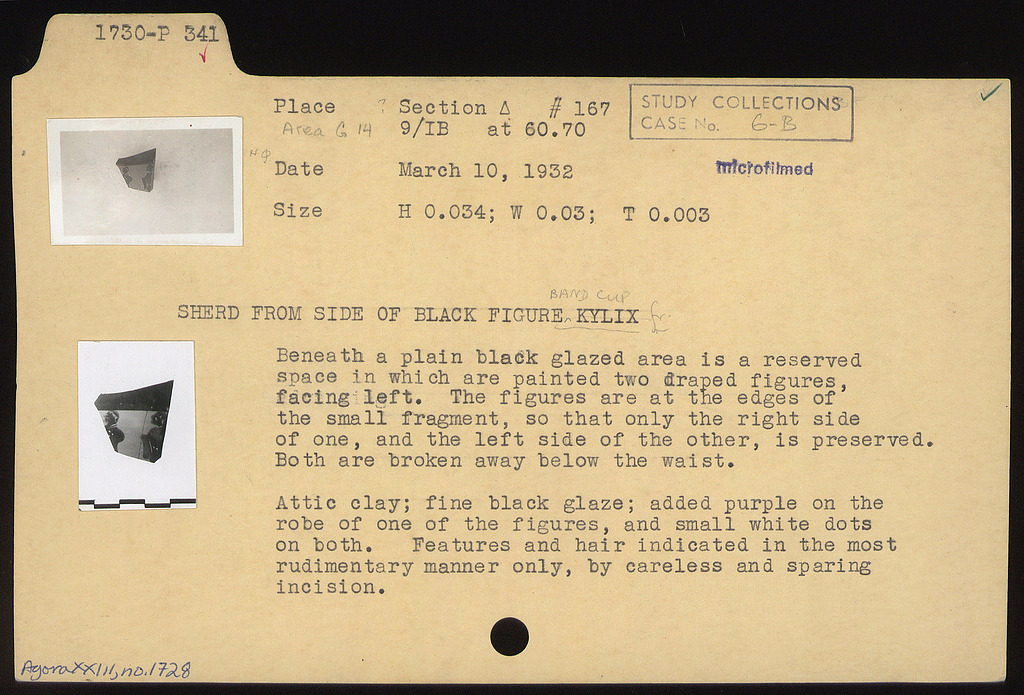 1730-P 341
Place ? Section Δ # 167
Area G 14 9/IB at 60.70
STUDY COLLECTIONS
CASE No. 6-B
Date March 10, 1932
microfilmed
Size H 0.034; W 0.03; T 0.003
BAND CUP
SHERD FROM SIDE OF BLACK FIGURE KYLIX fr.
Beneath a plain black glazed area is a reserved
space in which are painted two draped figures,
facing left. The figures are at the edges of
the small fragment, so that only the right side
of one, and the left side of the other, is preserved.
Both are broken away below the waist.
Attic clay; fine black glaze; added purple on the
robe of one of the figures, and small white dots
on both. Features and hair indicated in the most
rudimentary manner only, by careless and sparing
incision.
Agora XXIII, no. 1728